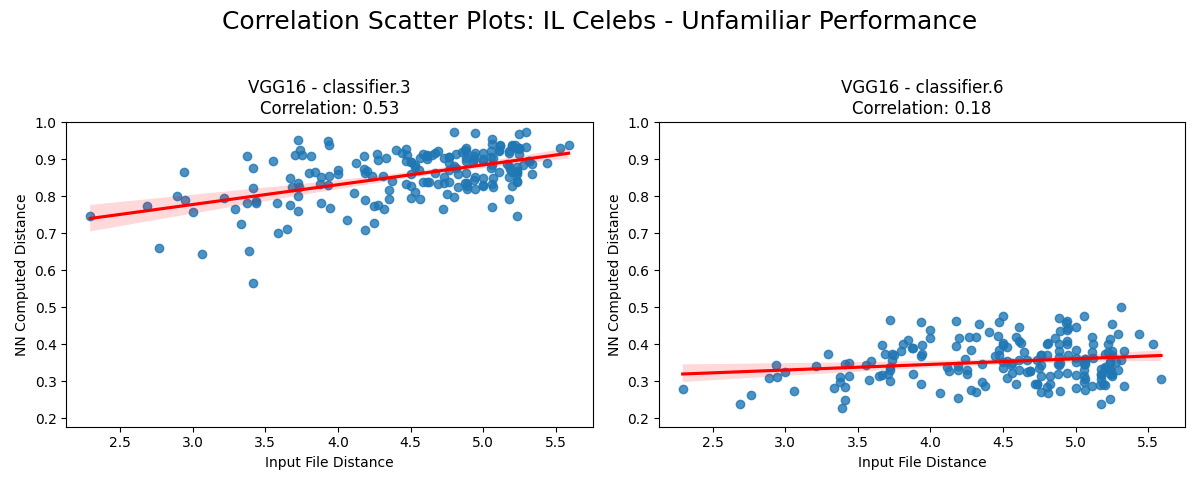 Correlation Scatter Plots: IL Celebs - Unfamiliar Performance
VGG16 - classifier.3
Correlation: 0.53
NN Computed Distance
1.0
0.9
0.8
0.7
0.6
0.5
0.4
0.3
0.2
2.5 3.0 3.5 4.0 4.5 5.0 5.5
Input File Distance
VGG16 - classifier.6
Correlation: 0.18
NN Computed Distance
1.0
0.9
0.8
0.7
0.6
0.5
0.4
0.3
0.2
2.5 3.0 3.5 4.0 4.5 5.0 5.5
Input File Distance